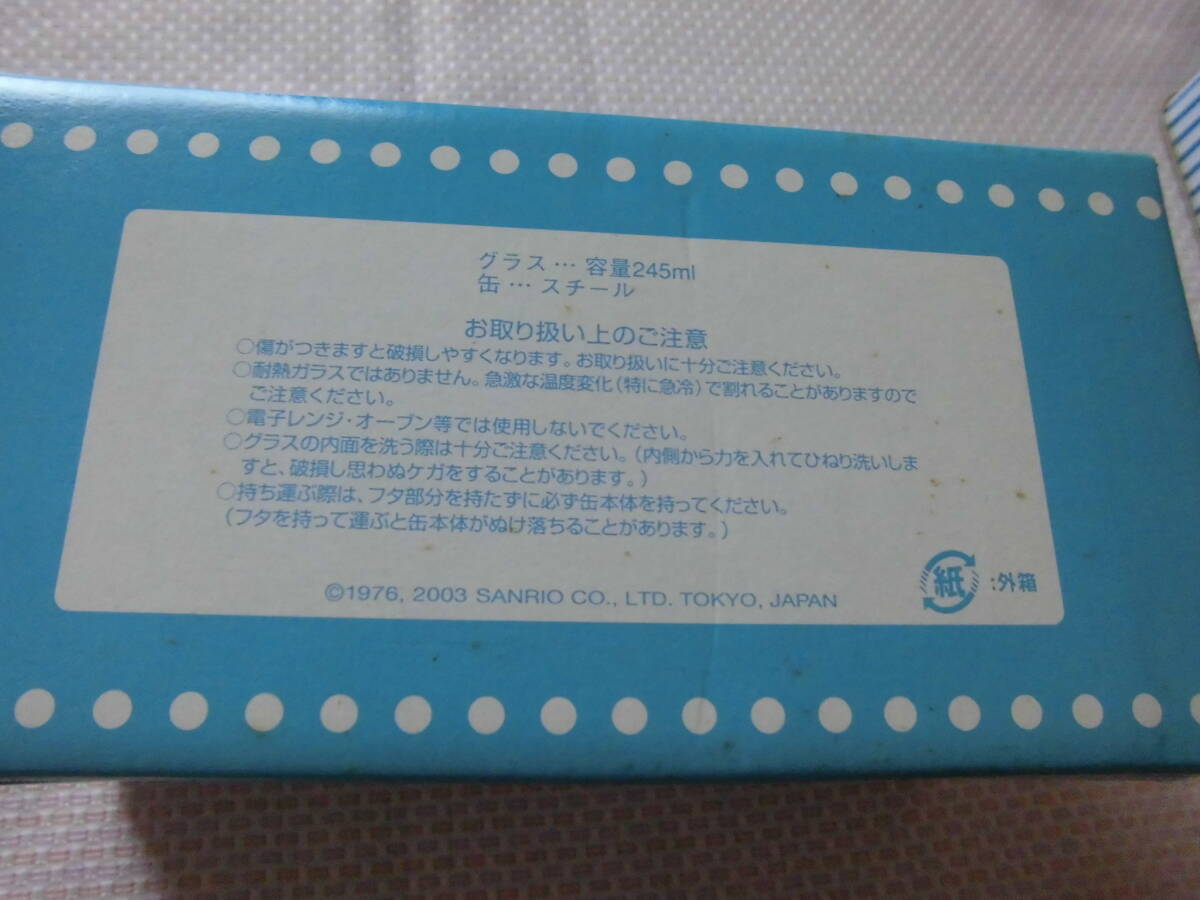 グラス … 容量245ml
缶 … スチール
お取り扱い上のご注意
○傷がつきますと破損しやすくなります。お取り扱いに十分ご注意ください。
○耐熱ガラスではありません。急激な温度変化(特に急冷)で割れることがありますので
ご注意ください。
○電子レンジ・オーブン等では使用しないでください。
○グラスの内面を洗う際は十分ご注意ください。(内側から力を入れてひねり洗いしま
すと、破損し思わぬケガをすることがあります。)
○持ち運ぶ際は、フタ部分を持たずに必ず缶本体を持ってください。
(フタを持って運ぶと缶本体がぬけ落ちることがあります。)
紙 :外箱
©1976, 2003 SANRIO CO., LTD. TOKYO, JAPAN